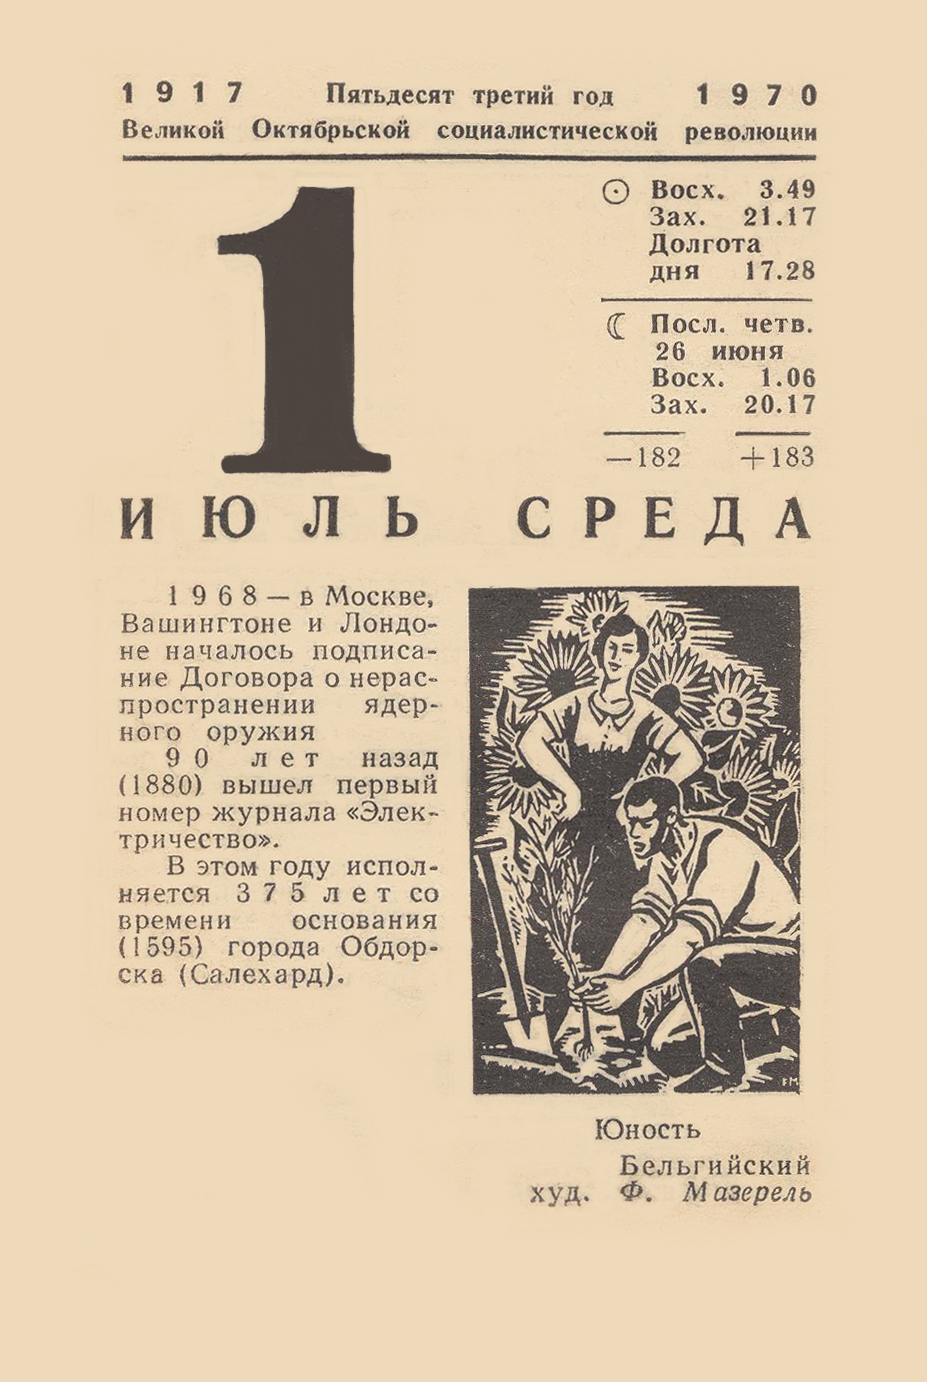 1917 Пятьдесят третий год 1970
Великой Октябрьской социалистической революции
1
☉ Восх. 3.49
Зах. 21.17
Долгота
дня 17.28
☾ Посл. четв.
26 июня
Восх. 1.06
Зах. 20.17
—182 +183
ИЮЛЬ СРЕДА
1968 — в Москве,
Вашингтоне и Лондо-
не началось подписа-
ние Договора о нерас-
пространении ядер-
ного оружия
90 лет назад
(1880) вышел первый
номер журнала «Элек-
тричество».
В этом году испол-
няется 375 лет со
времени основания
(1595) города Обдор-
ска (Салехард).
FM
Юность
Бельгийский
худ. Ф. Мазерель